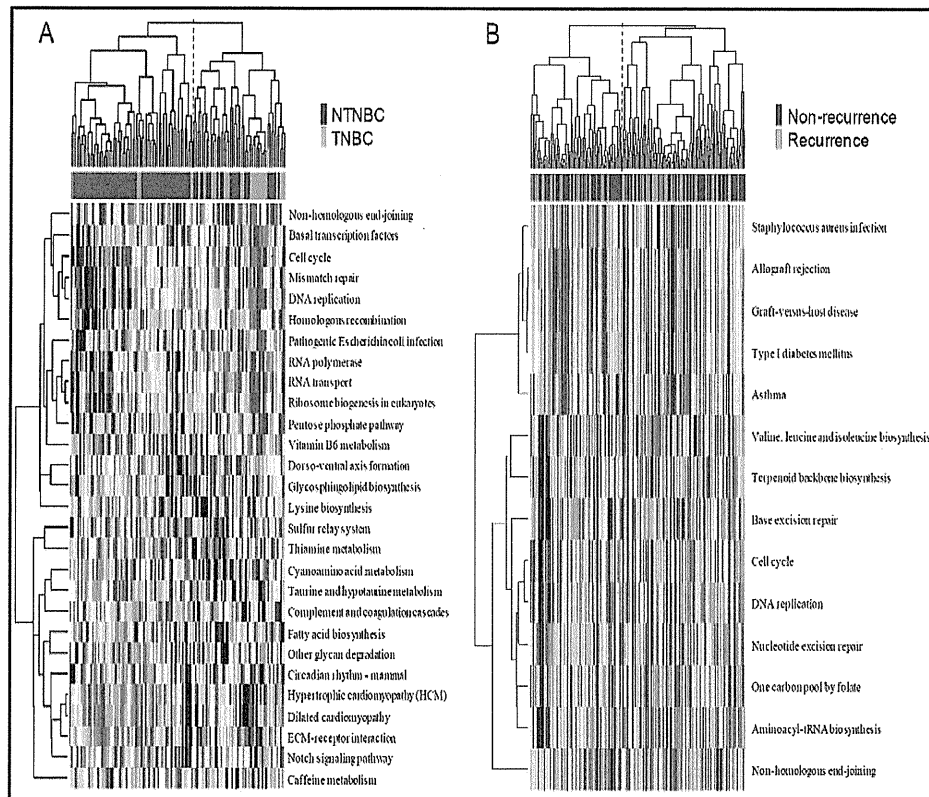 A
NTNBC
TNBC
Non-homologous end-joining
Basal transcription factors
Cell cycle
Mismatch repair
DNA replication
Homologous recombination
Pathogenic Escherichia coli infection
RNA polymerase
RNA transport
Ribosome biogenesis in eukaryotes
Pentose phosphate pathway
Vitamin B6 metabolism
Dorso-ventral axis formation
Glycosphingolipid biosynthesis
Lysine biosynthesis
Sulfur relay system
Thiamine metabolism
Cyanoamino acid metabolism
Taurine and hypotaurine metabolism
Complement and coagulation cascades
Fatty acid biosynthesis
Other glycan degradation
Circadian rhythm - mammal
Hypertrophic cardiomyopathy (HCM)
Dilated cardiomyopathy
ECM-receptor interaction
Notch signaling pathway
Caffeine metabolism
B
Non-recurrence
Recurrence
Staphylococcus aureus infection
Allograft rejection
Graft-versus-host disease
Type I diabetes mellitus
Asthma
Valine, leucine and isoleucine biosynthesis
Terpenoid backbone biosynthesis
Base excision repair
Cell cycle
DNA replication
Nucleotide excision repair
One carbon pool by folate
Aminoacyl-tRNA biosynthesis
Non-homologous end-joining